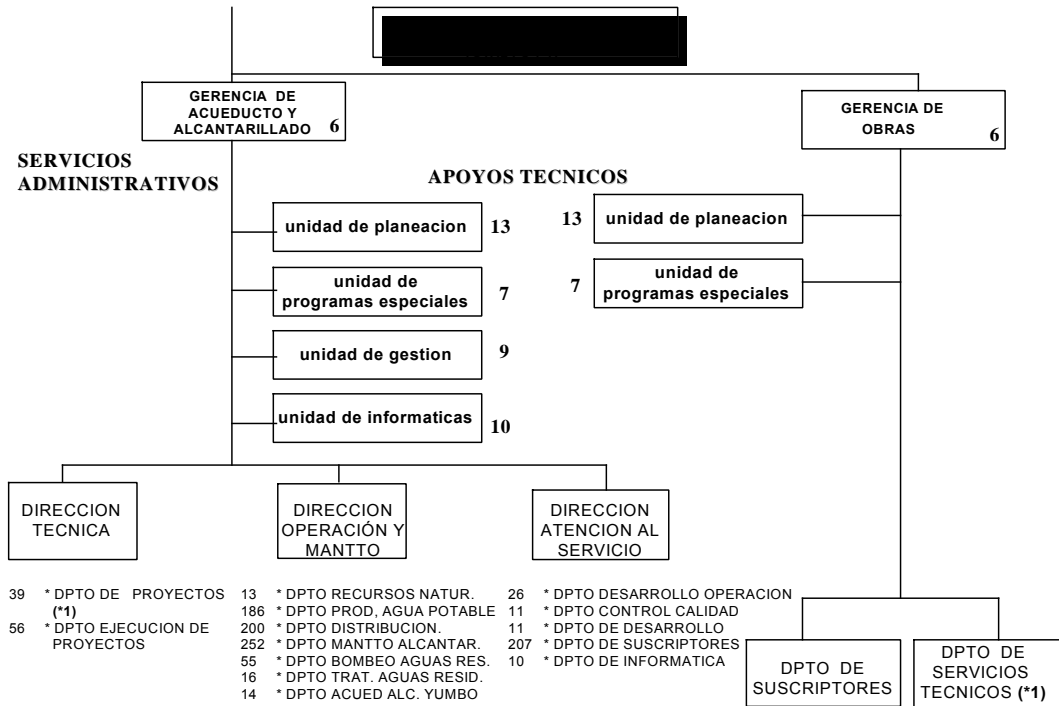 GERENCIA DE
ACUEDUCTO Y
ALCANTARILLADO 6
GERENCIA DE
OBRAS 6
SERVICIOS
ADMINISTRATIVOS
APOYOS TECNICOS
unidad de planeacion 13
13 unidad de planeacion
unidad de
programas especiales 7
7 unidad de
programas especiales
unidad de gestion 9
unidad de informaticas 10
DIRECCION
TECNICA
DIRECCION
OPERACIÓN Y
MANTTO
DIRECCION
ATENCION AL
SERVICIO
39 * DPTO DE PROYECTOS
(*1)
56 * DPTO EJECUCION DE
PROYECTOS
13 * DPTO RECURSOS NATUR.
186 * DPTO PROD, AGUA POTABLE
200 * DPTO DISTRIBUCION.
252 * DPTO MANTTO ALCANTAR.
55 * DPTO BOMBEO AGUAS RES.
16 * DPTO TRAT. AGUAS RESID.
14 * DPTO ACUED ALC. YUMBO
26 * DPTO DESARROLLO OPERACION
11 * DPTO CONTROL CALIDAD
11 * DPTO DE DESARROLLO
207 * DPTO DE SUSCRIPTORES
10 * DPTO DE INFORMATICA
DPTO DE
SUSCRIPTORES
DPTO DE
SERVICIOS
TECNICOS (*1)